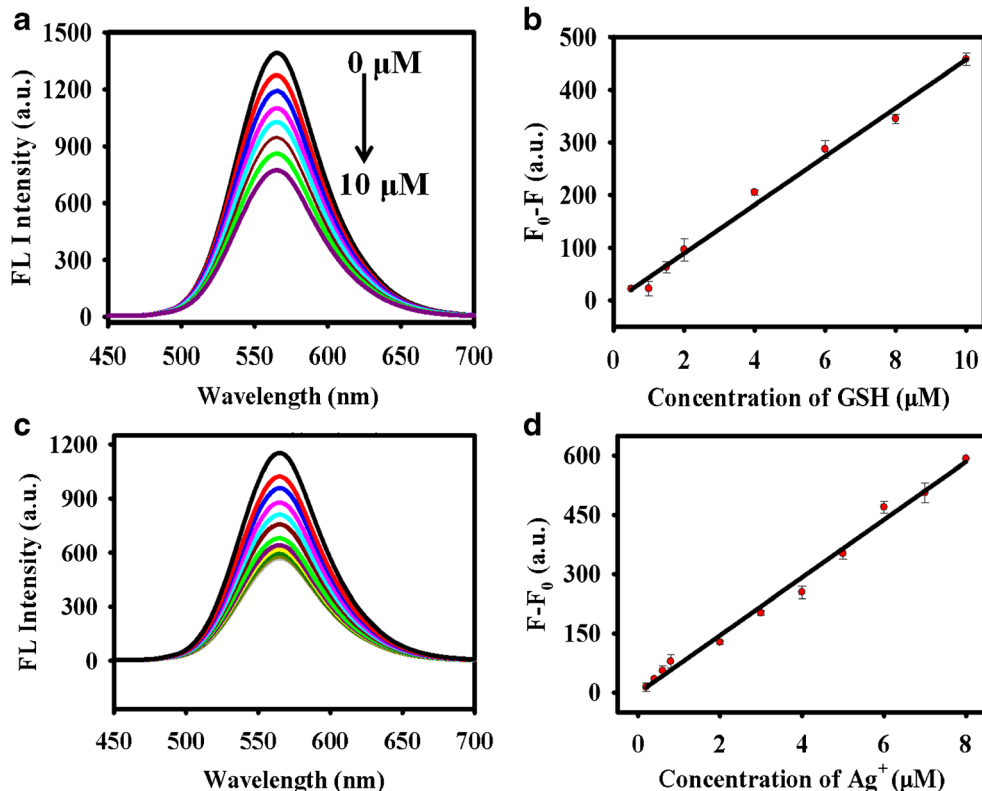 a
1500
1200
900
600
300
0
FL I Intensity (a.u.)
0 µM
10 µM
450 500 550 600 650 700
Wavelength (nm)
b
500
400
300
200
100
0
F₀-F (a.u.)
0 2 4 6 8 10
Concentration of GSH (µM)
c
1200
900
600
300
0
FL Intensity (a.u.)
450 500 550 600 650 700
Wavelength (nm)
d
600
450
300
150
0
F-F₀ (a.u.)
0 2 4 6 8
Concentration of Ag⁺ (µM)